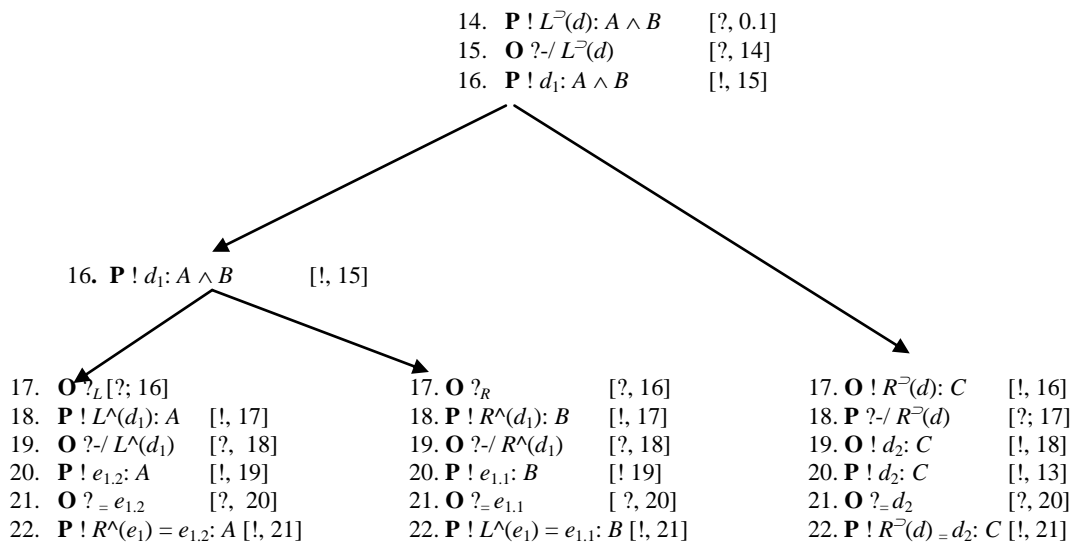 14. P ! L⊃(d): A ∧ B [?, 0.1]
15. O ?-/ L⊃(d) [?, 14]
16. P ! d₁: A ∧ B [!, 15]
16. P ! d₁: A ∧ B [!, 15]
17. O ?L [?; 16]
18. P ! L^(d₁): A [!, 17]
19. O ?-/ L^(d₁) [?, 18]
20. P ! e₁.₂: A [!, 19]
21. O ? = e₁.₂ [?, 20]
22. P ! R^(e₁) = e₁.₂: A [!, 21]
17. O ?R [?, 16]
18. P ! R^(d₁): B [!, 17]
19. O ?-/ R^(d₁) [?, 18]
20. P ! e₁.₁: B [! 19]
21. O ?= e₁.₁ [ ?, 20]
22. P ! L^(e₁) = e₁.₁: B [!, 21]
17. O ! R⊃(d): C [!, 16]
18. P ?-/ R⊃(d) [?; 17]
19. O ! d₂: C [!, 18]
20. P ! d₂: C [!, 13]
21. O ?= d₂ [?, 20]
22. P ! R⊃(d) = d₂: C [!, 21]